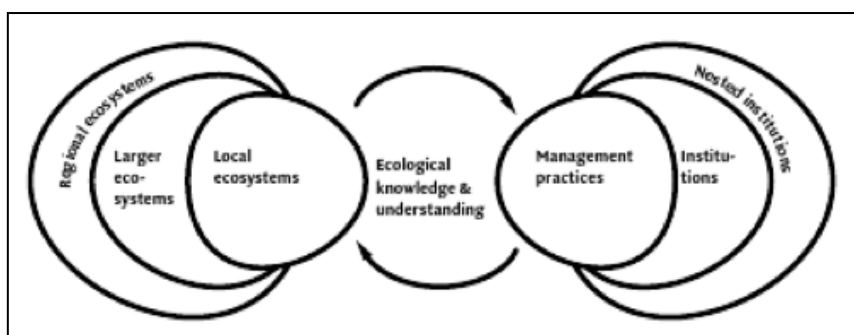 Regional ecosystems
Larger
eco-
systems
Local
ecosystems
Ecological
knowledge &
understanding
Management
practices
Institu-
tions
Nested institutions